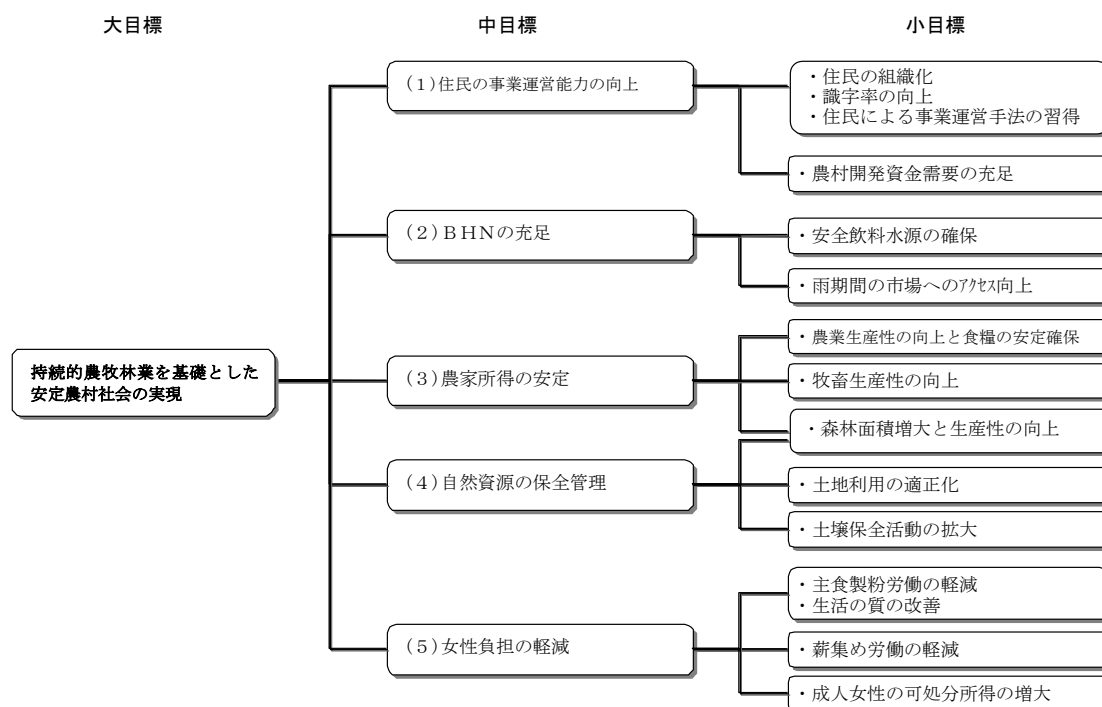 大目標
中目標
小目標
(1)住民の事業運営能力の向上
・住民の組織化
・識字率の向上
・住民による事業運営手法の習得
・農村開発資金需要の充足
(2)ＢＨＮの充足
・安全飲料水源の確保
・雨期間の市場へのｱｸｾｽ向上
持続的農牧林業を基礎とした
安定農村社会の実現
(3)農家所得の安定
・農業生産性の向上と食糧の安定確保
・牧畜生産性の向上
・森林面積増大と生産性の向上
(4)自然資源の保全管理
・土地利用の適正化
・土壌保全活動の拡大
(5)女性負担の軽減
・主食製粉労働の軽減
・生活の質の改善
・薪集め労働の軽減
・成人女性の可処分所得の増大